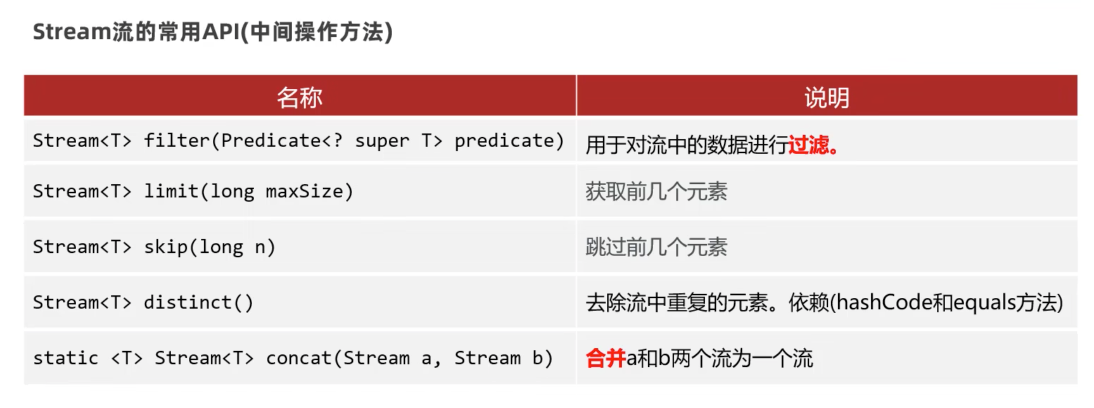 Stream流的常用API(中间操作方法)
名称 说明
Stream<T> filter(Predicate<? super T> predicate) 用于对流中的数据进行过滤。
Stream<T> limit(long maxSize) 获取前几个元素
Stream<T> skip(long n) 跳过前几个元素
Stream<T> distinct() 去除流中重复的元素。依赖(hashCode和equals方法)
static <T> Stream<T> concat(Stream a, Stream b) 合并a和b两个流为一个流